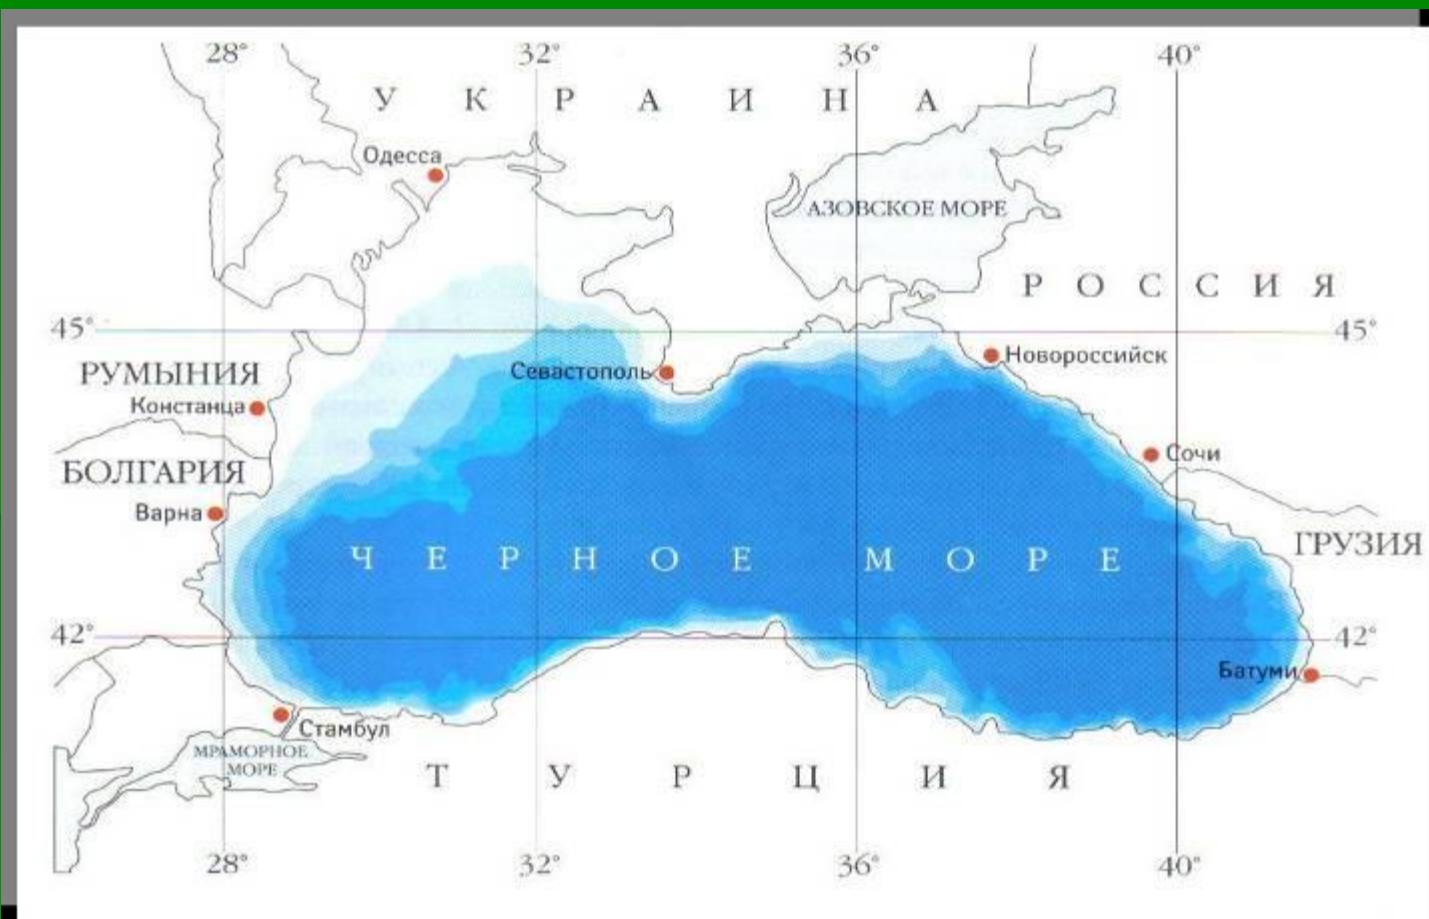 28° 32° 36° 40°
У К Р А И Н А
Одесса
АЗОВСКОЕ МОРЕ
Р О С С И Я
45° 45°
Новороссийск
РУМЫНИЯ
Севастополь
Констанца
Сочи
БОЛГАРИЯ
Варна
ГРУЗИЯ
Ч Е Р Н О Е М О Р Е
42° 42°
Батуми
Стамбул
МРАМОРНОЕ
МОРЕ
Т У Р Ц И Я
28° 32° 36° 40°